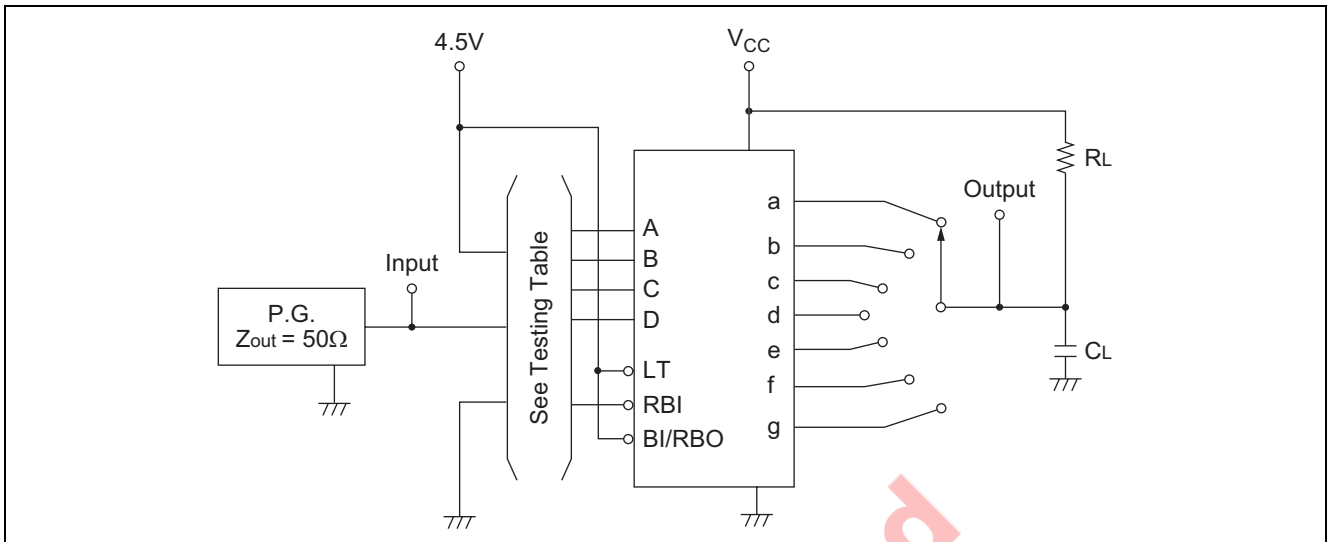 4.5V
VCC
RL
Output
Input
P.G.
Zout = 50Ω
See Testing Table
A
B
C
D
LT
RBI
BI/RBO
a
b
c
d
e
f
g
CL
d